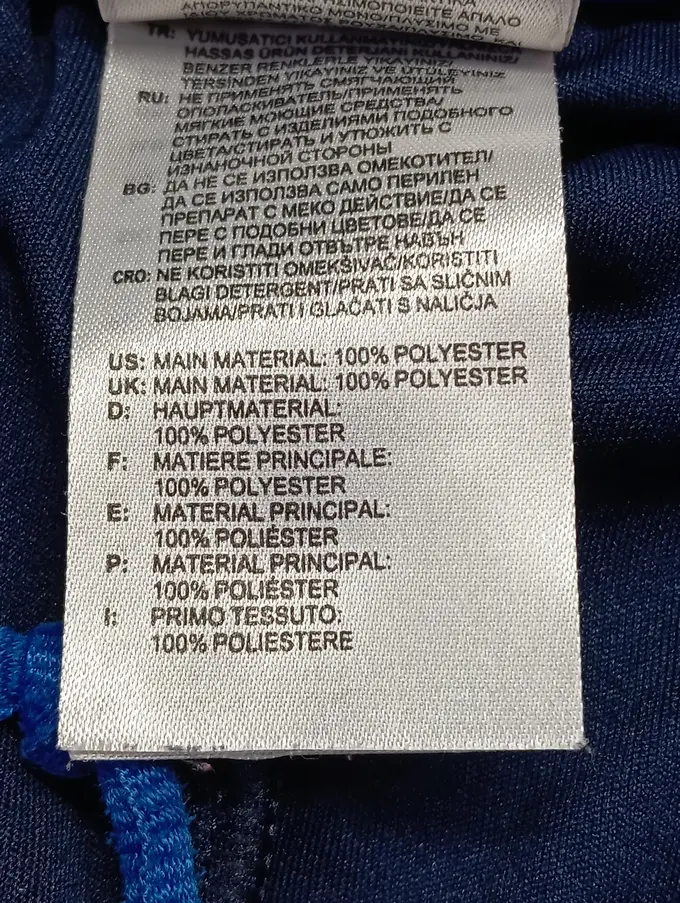 ΑΠΟΡΥΠΑΝΤΙΚΟ ΜΟΝΟ/ΠΛΥΣΙΜΟ ΜΕ
TR: YUMUŞATICI KULLANMAYINIZ/
HASSAS ÜRÜN DETERJANI KULLANINIZ/
BENZER RENKLERLE YIKAYINIZ/
TERSİNDEN YIKAYINIZ VE ÜTÜLEYİNİZ
RU: НЕ ПРИМЕНЯТЬ СМЯГЧАЮЩИЙ
ОПОЛАСКИВАТЕЛЬ/ПРИМЕНЯТЬ
МЯГКИЕ МОЮЩИЕ СРЕДСТВА/
СТИРАТЬ С ИЗДЕЛИЯМИ ПОДОБНОГО
ЦВЕТА/СТИРАТЬ И УТЮЖИТЬ С
ИЗНАНОЧНОЙ СТОРОНЫ
BG: ДА НЕ СЕ ИЗПОЛЗВА ОМЕКОТИТЕЛ/
ДА СЕ ИЗПОЛЗВА САМО ПЕРИЛЕН
ПРЕПАРАТ С МЕКО ДЕЙСТВИЕ/ДА СЕ
ПЕРЕ С ПОДОБНИ ЦВЕТОВЕ/ДА СЕ
ПЕРЕ И ГЛАДИ ОТВЪТРЕ НАВЪН
CRO: NE KORISTITI OMEKŠIVAČ/KORISTITI
BLAGI DETERGENT/PRATI SA SLIČNIM
BOJAMA/PRATI I GLAČATI S NALIČJA
US: MAIN MATERIAL: 100% POLYESTER
UK: MAIN MATERIAL: 100% POLYESTER
D: HAUPTMATERIAL:
100% POLYESTER
F: MATIERE PRINCIPALE:
100% POLYESTER
E: MATERIAL PRINCIPAL:
100% POLIÉSTER
P: MATERIAL PRINCIPAL:
100% POLIÉSTER
I: PRIMO TESSUTO:
100% POLIESTERE